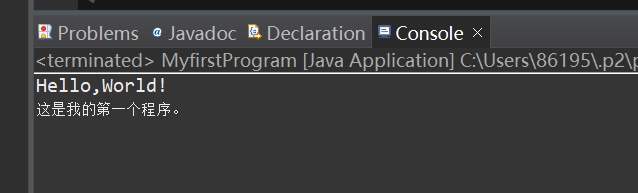 Problems Javadoc Declaration Console
<terminated> MyfirstProgram [Java Application] C:\Users\86195\.p2\p
Hello,World!
这是我的第一个程序。